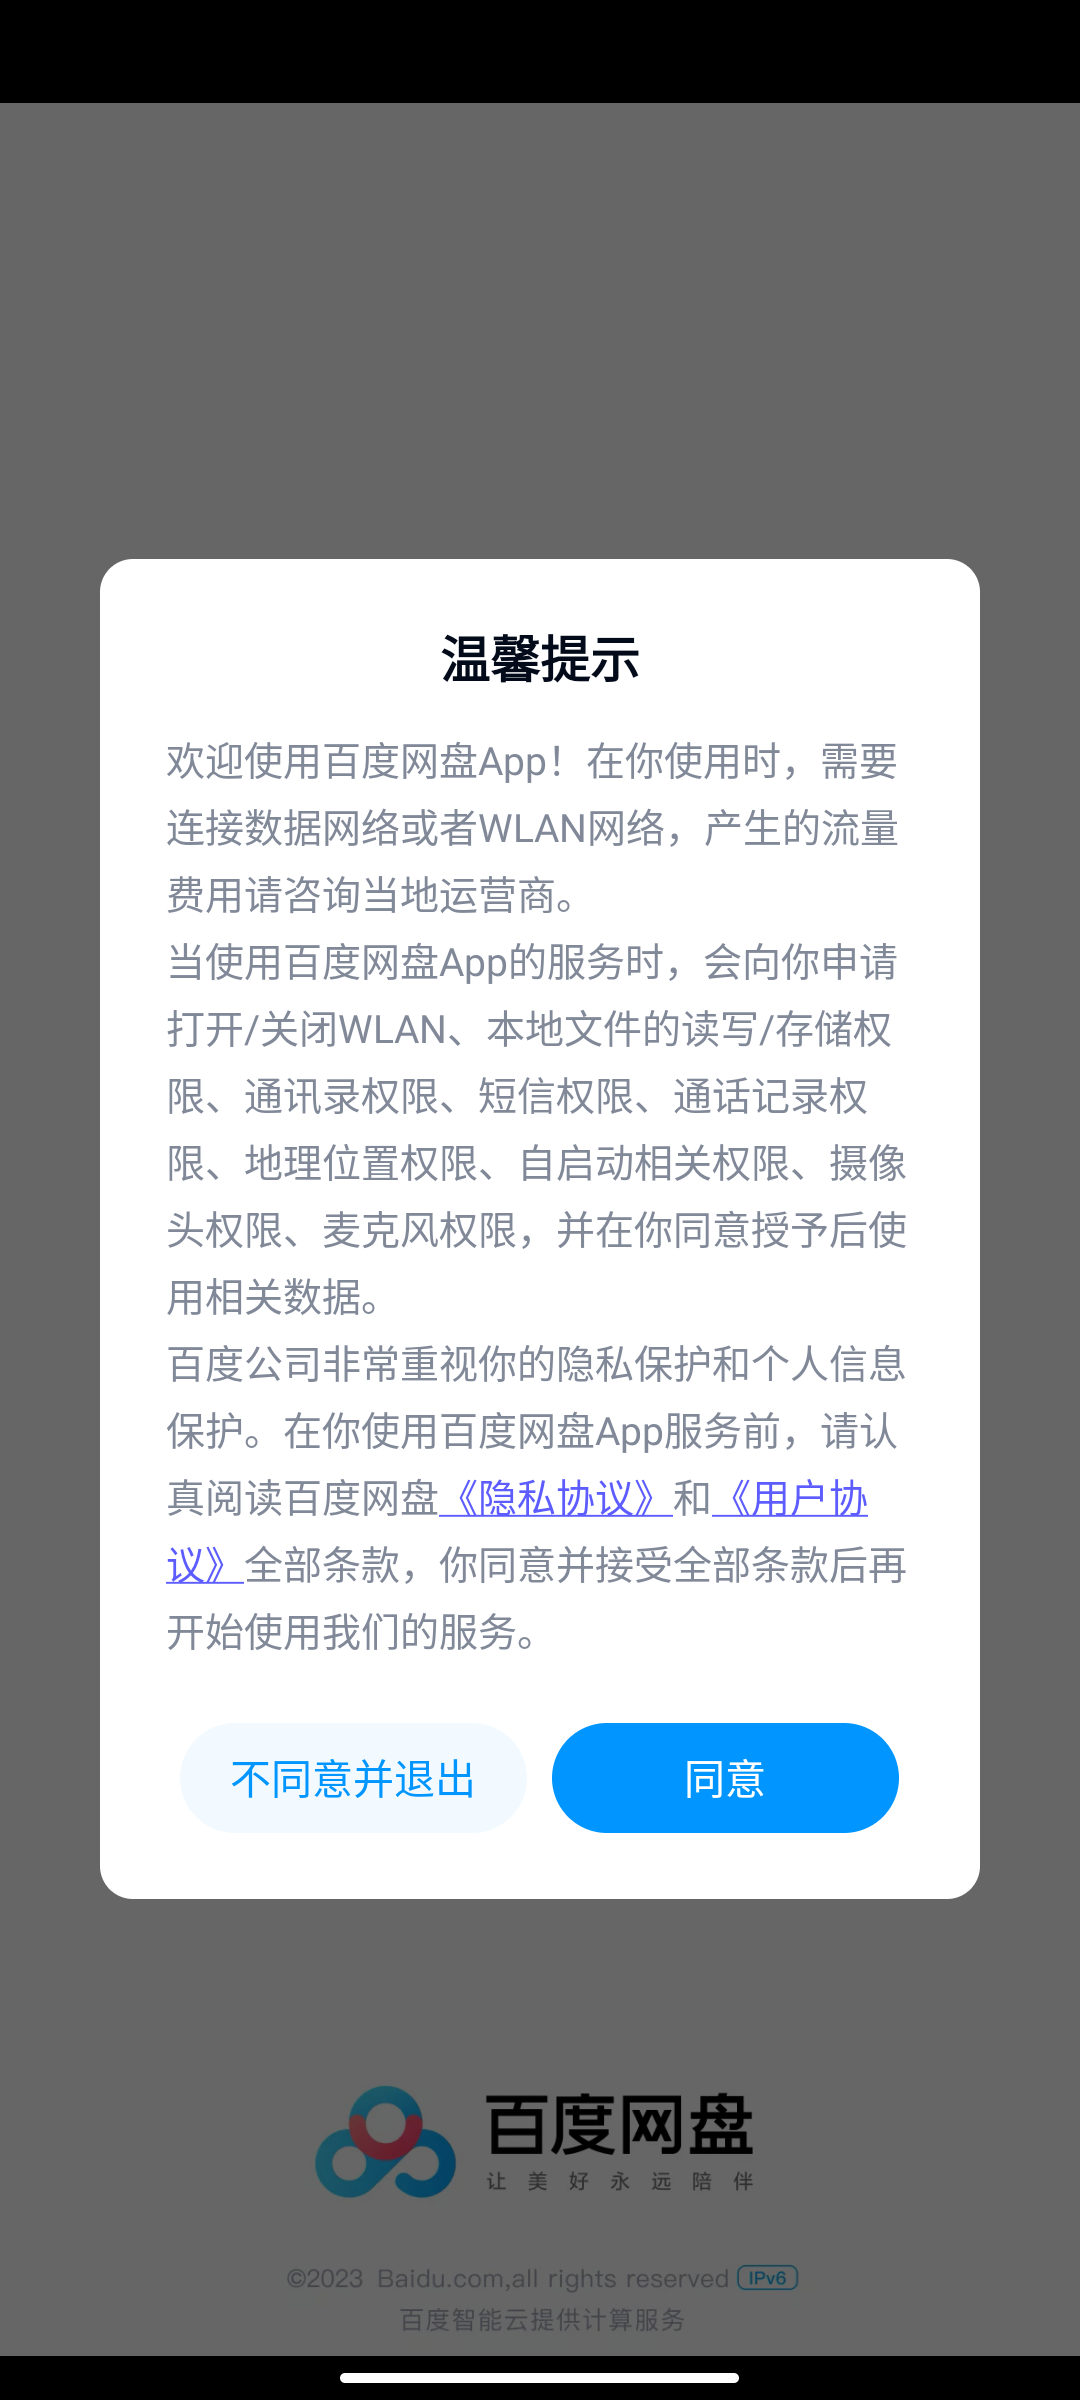 温馨提示
欢迎使用百度网盘App！在你使用时，需要
连接数据网络或者WLAN网络，产生的流量
费用请咨询当地运营商。
当使用百度网盘App的服务时，会向你申请
打开/关闭WLAN、本地文件的读写/存储权
限、通讯录权限、短信权限、通话记录权
限、地理位置权限、自启动相关权限、摄像
头权限、麦克风权限，并在你同意授予后使
用相关数据。
百度公司非常重视你的隐私保护和个人信息
保护。在你使用百度网盘App服务前，请认
真阅读百度网盘《隐私协议》和《用户协
议》全部条款，你同意并接受全部条款后再
开始使用我们的服务。
不同意并退出
同意
百度网盘
让美好永远陪伴
©2023 Baidu.com,all rights reserved IPv6
百度智能云提供计算服务